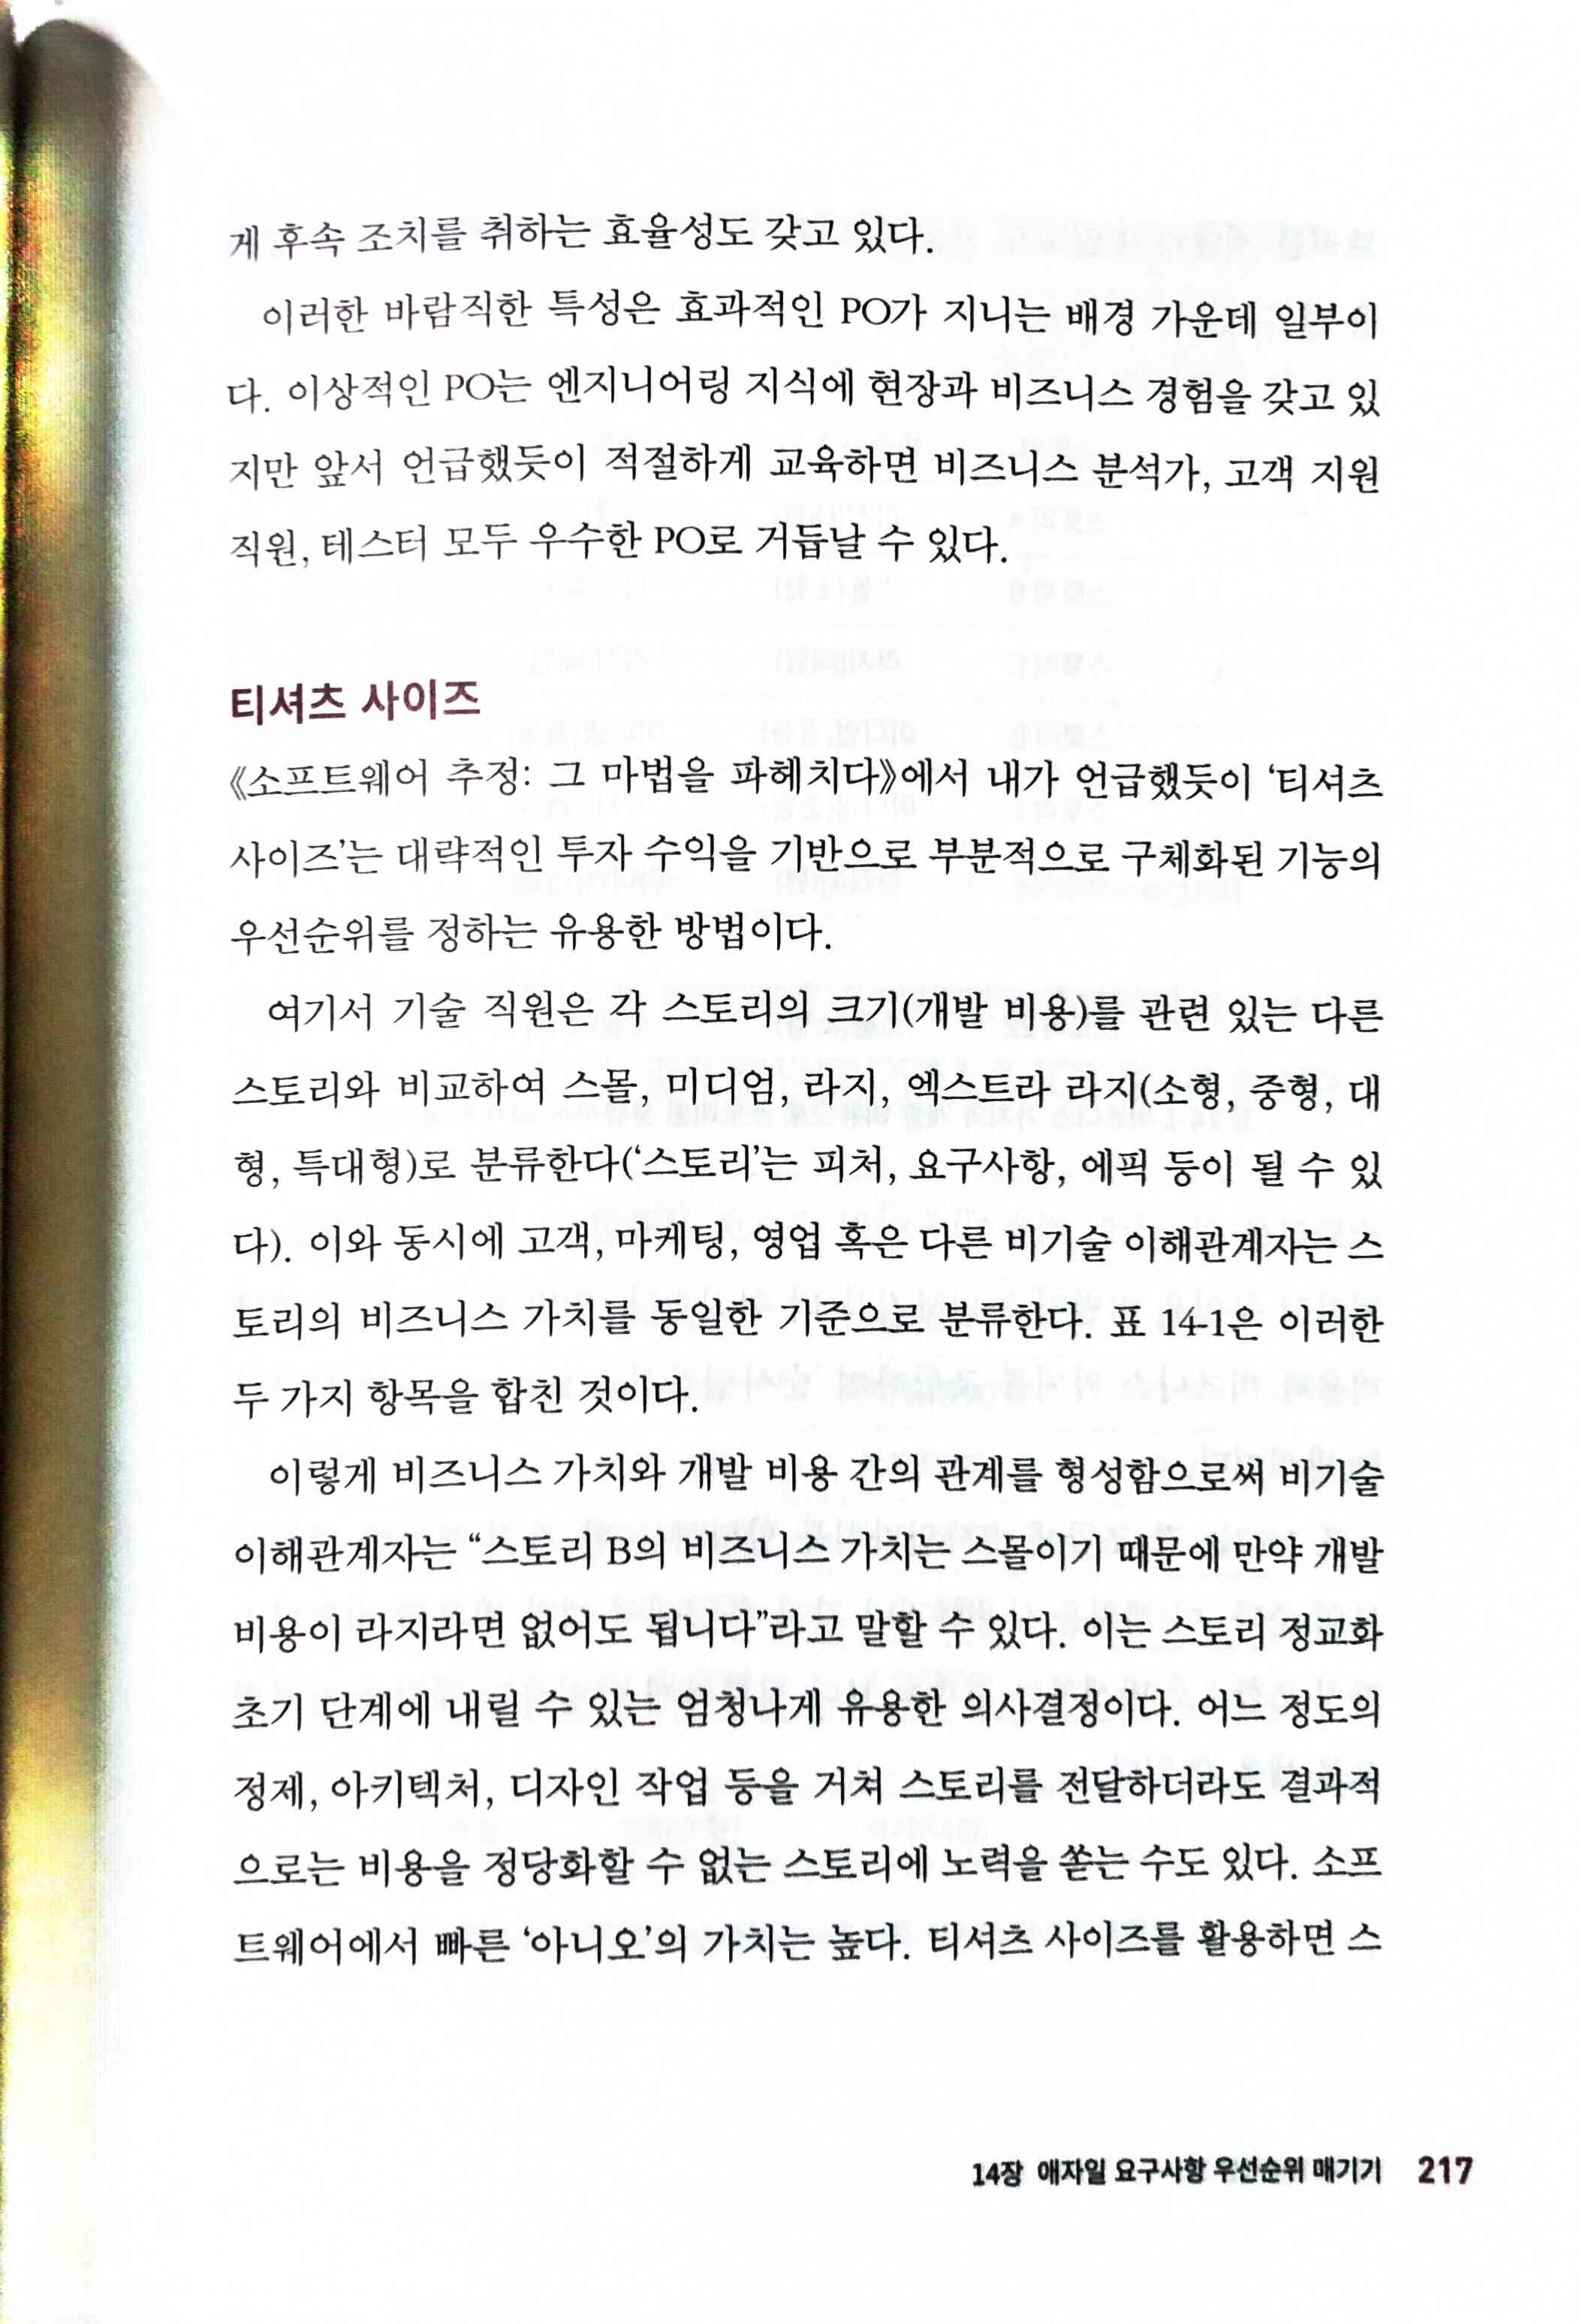 게 후속 조치를 취하는 효율성도 갖고 있다.
이러한 바람직한 특성은 효과적인 PO가 지니는 배경 가운데 일부이
다. 이상적인 PO는 엔지니어링 지식에 현장과 비즈니스 경험을 갖고 있
지만 앞서 언급했듯이 적절하게 교육하면 비즈니스 분석가, 고객 지원
직원, 테스터 모두 우수한 PO로 거듭날 수 있다.
티셔츠 사이즈
《소프트웨어 추정: 그 마법을 파헤치다》에서 내가 언급했듯이 ‘티셔츠
사이즈’는 대략적인 투자 수익을 기반으로 부분적으로 구체화된 기능의
우선순위를 정하는 유용한 방법이다.
여기서 기술 직원은 각 스토리의 크기(개발 비용)를 관련 있는 다른
스토리와 비교하여 스몰, 미디엄, 라지, 엑스트라 라지(소형, 중형, 대
형, 특대형)로 분류한다(‘스토리’는 피처, 요구사항, 에픽 등이 될 수 있
다). 이와 동시에 고객, 마케팅, 영업 혹은 다른 비기술 이해관계자는 스
토리의 비즈니스 가치를 동일한 기준으로 분류한다. 표 14-1은 이러한
두 가지 항목을 합친 것이다.
이렇게 비즈니스 가치와 개발 비용 간의 관계를 형성함으로써 비기술
이해관계자는 “스토리 B의 비즈니스 가치는 스몰이기 때문에 만약 개발
비용이 라지라면 없어도 됩니다”라고 말할 수 있다. 이는 스토리 정교화
초기 단계에 내릴 수 있는 엄청나게 유용한 의사결정이다. 어느 정도의
정제, 아키텍처, 디자인 작업 등을 거쳐 스토리를 전달하더라도 결과적
으로는 비용을 정당화할 수 없는 스토리에 노력을 쏟는 수도 있다. 소프
트웨어에서 빠른 ‘아니오’의 가치는 높다. 티셔츠 사이즈를 활용하면 스
14장 애자일 요구사항 우선순위 매기기 217